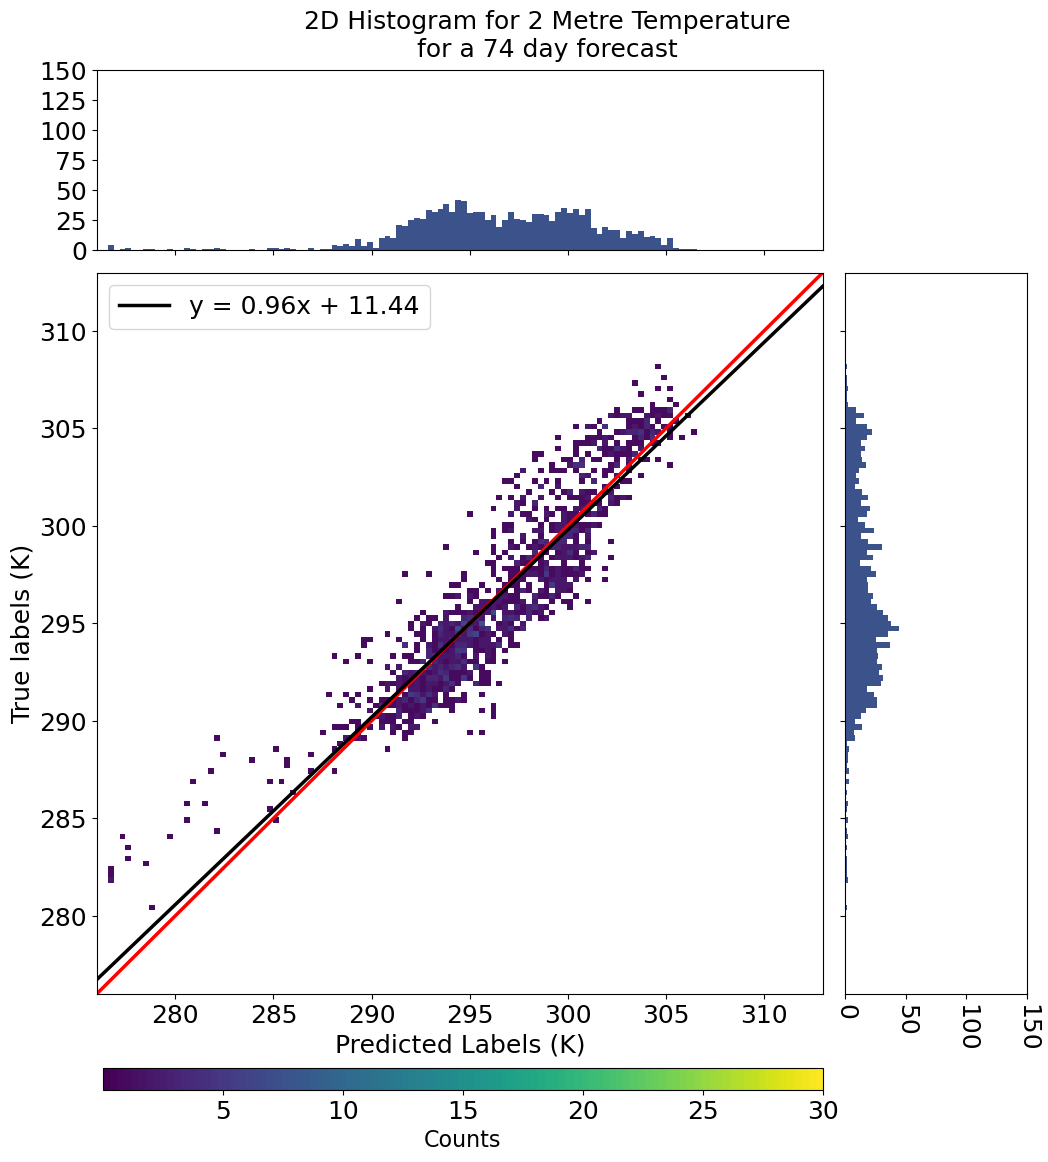 2D Histogram for 2 Metre Temperature
for a 74 day forecast
150
125
100
75
50
25
0
y = 0.96x + 11.44
310
305
300
295
290
285
280
True labels (K)
280 285 290 295 300 305 310
Predicted Labels (K)
0 50 100 150
5 10 15 20 25 30
Counts